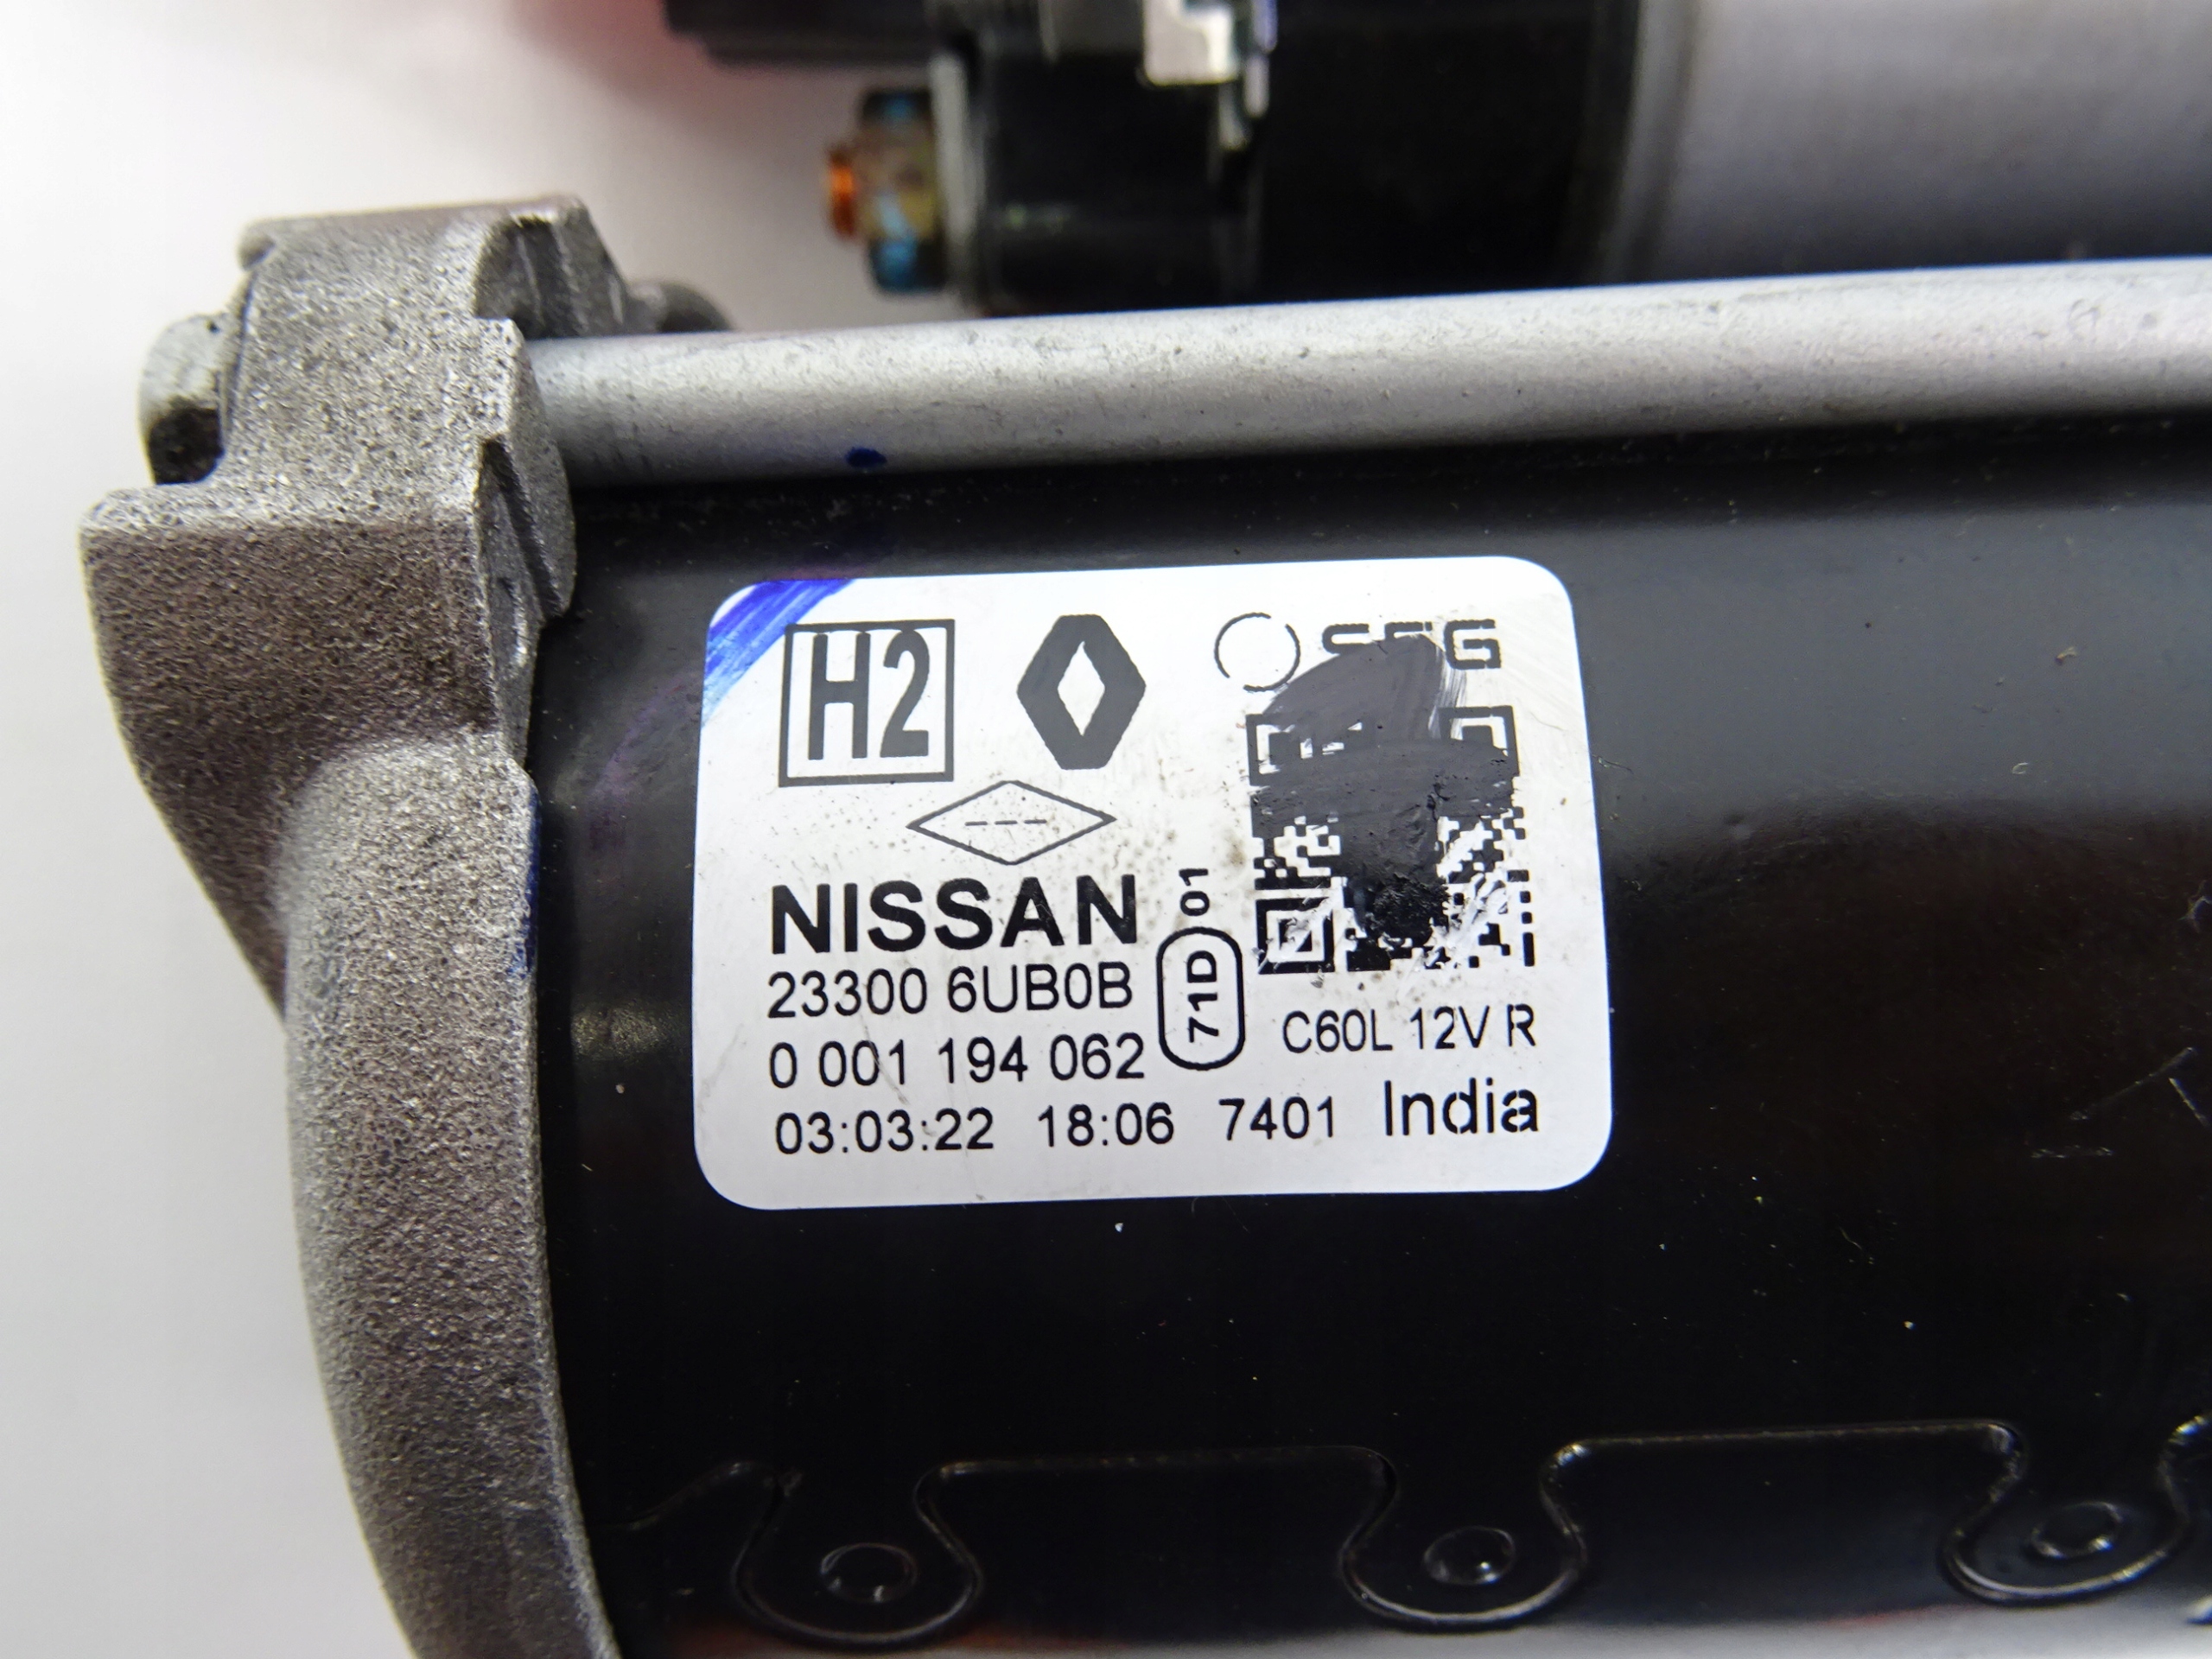 H2
NISSAN
01
71D
23300 6UB0B
0 001 194 062
C60L 12V R
03:03:22 18:06 7401 India